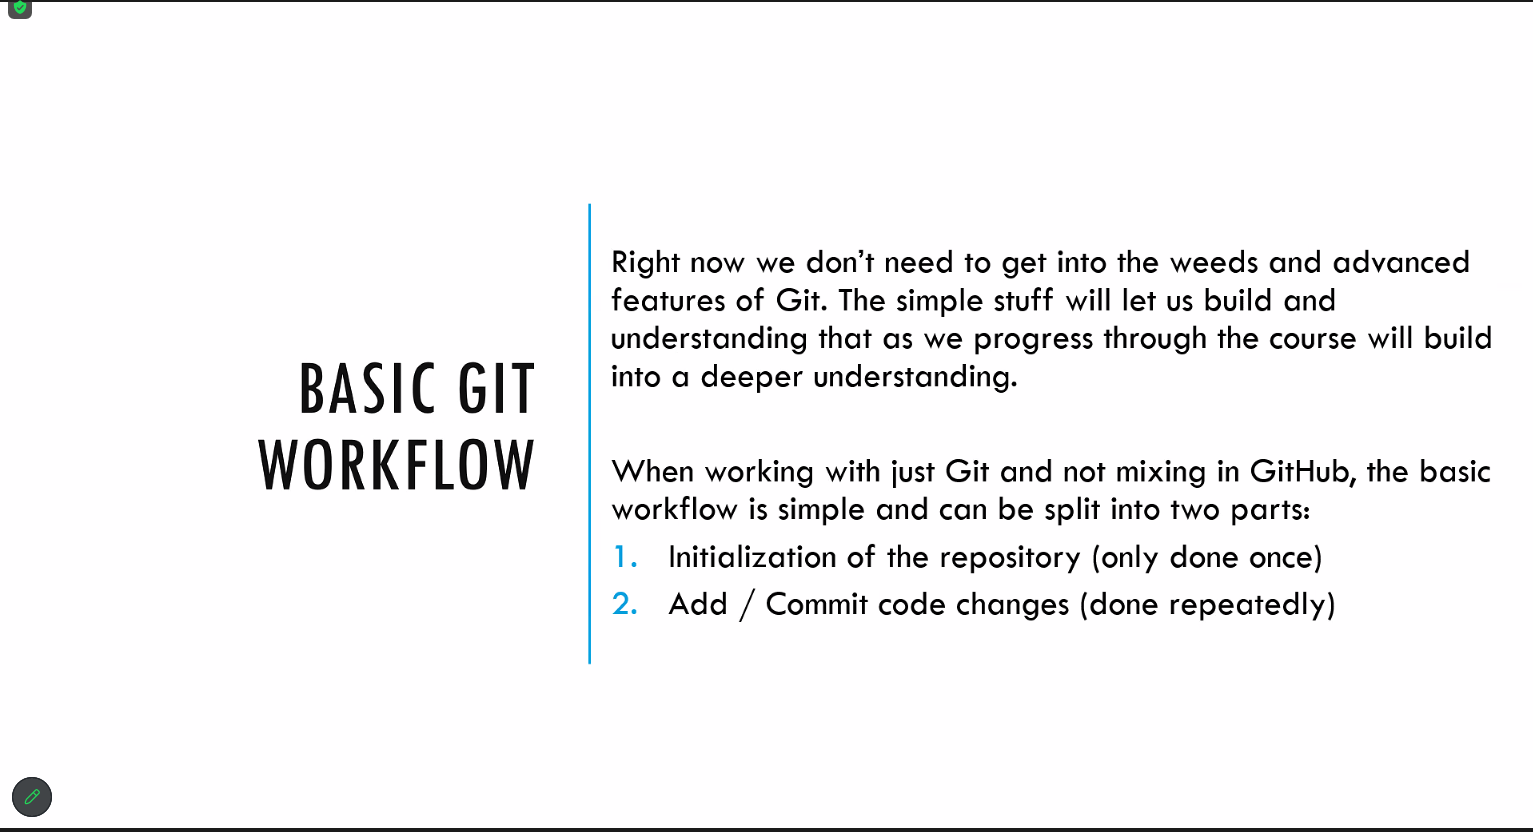 BASIC GIT
WORKFLOW
Right now we don’t need to get into the weeds and advanced
features of Git. The simple stuff will let us build and
understanding that as we progress through the course will build
into a deeper understanding.
When working with just Git and not mixing in GitHub, the basic
workflow is simple and can be split into two parts:
1. Initialization of the repository (only done once)
2. Add / Commit code changes (done repeatedly)